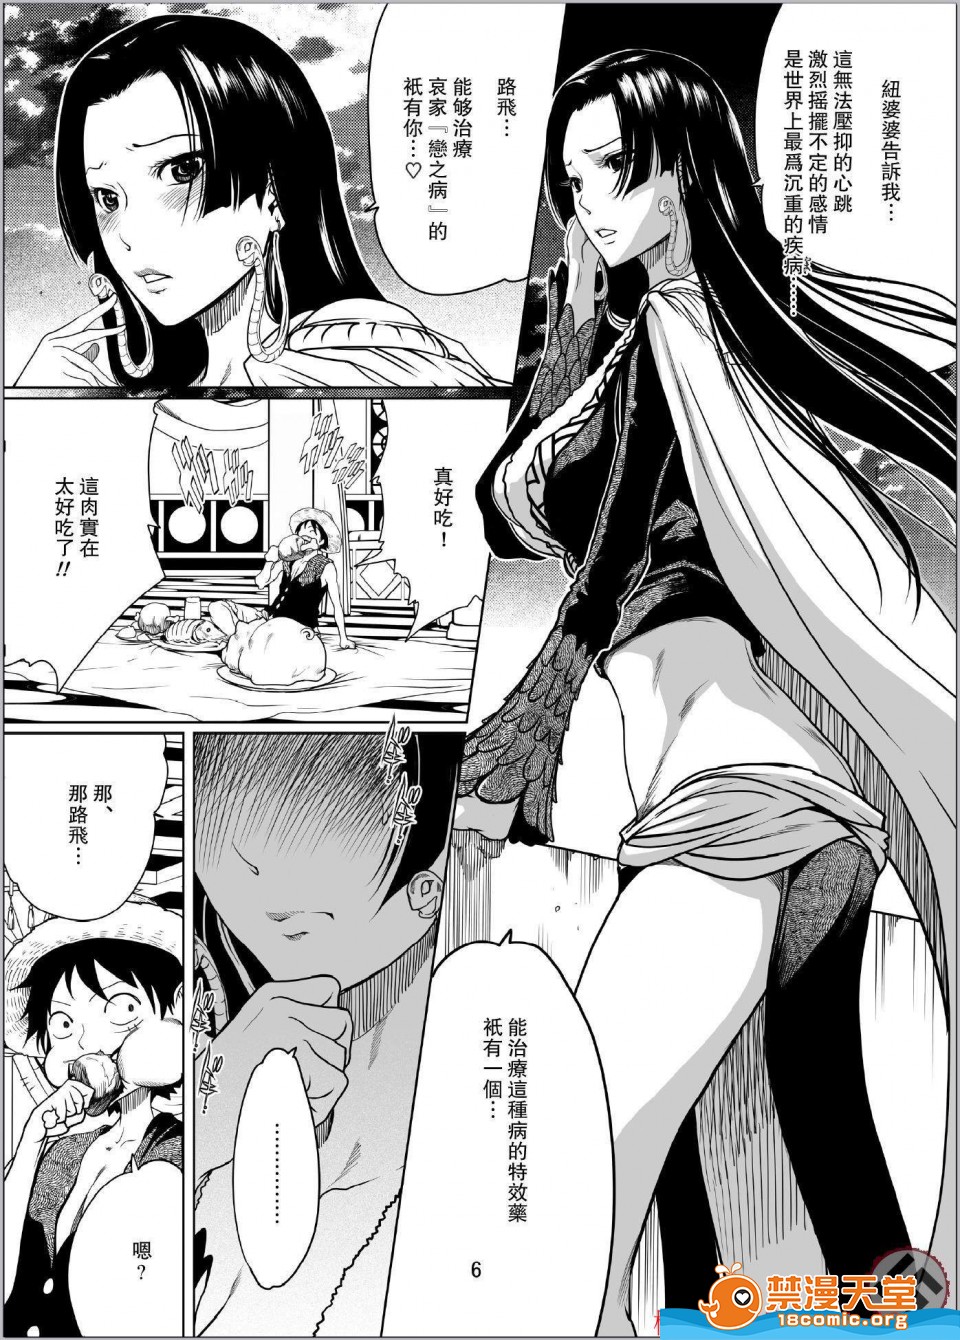 紐婆婆告訴我…
這無法壓抑的心跳
激烈摇擺不定的感情
是世界上最爲沉重的疾病……
路飛…
能够治療
哀家『戀之病』的
衹有你…♡
真好吃！
這肉實在
太好吃了!!
能治療這種病的特效藥
衹有一個…
…………
那、
那路飛…
嗯?
6
禁漫天堂
18comic.org